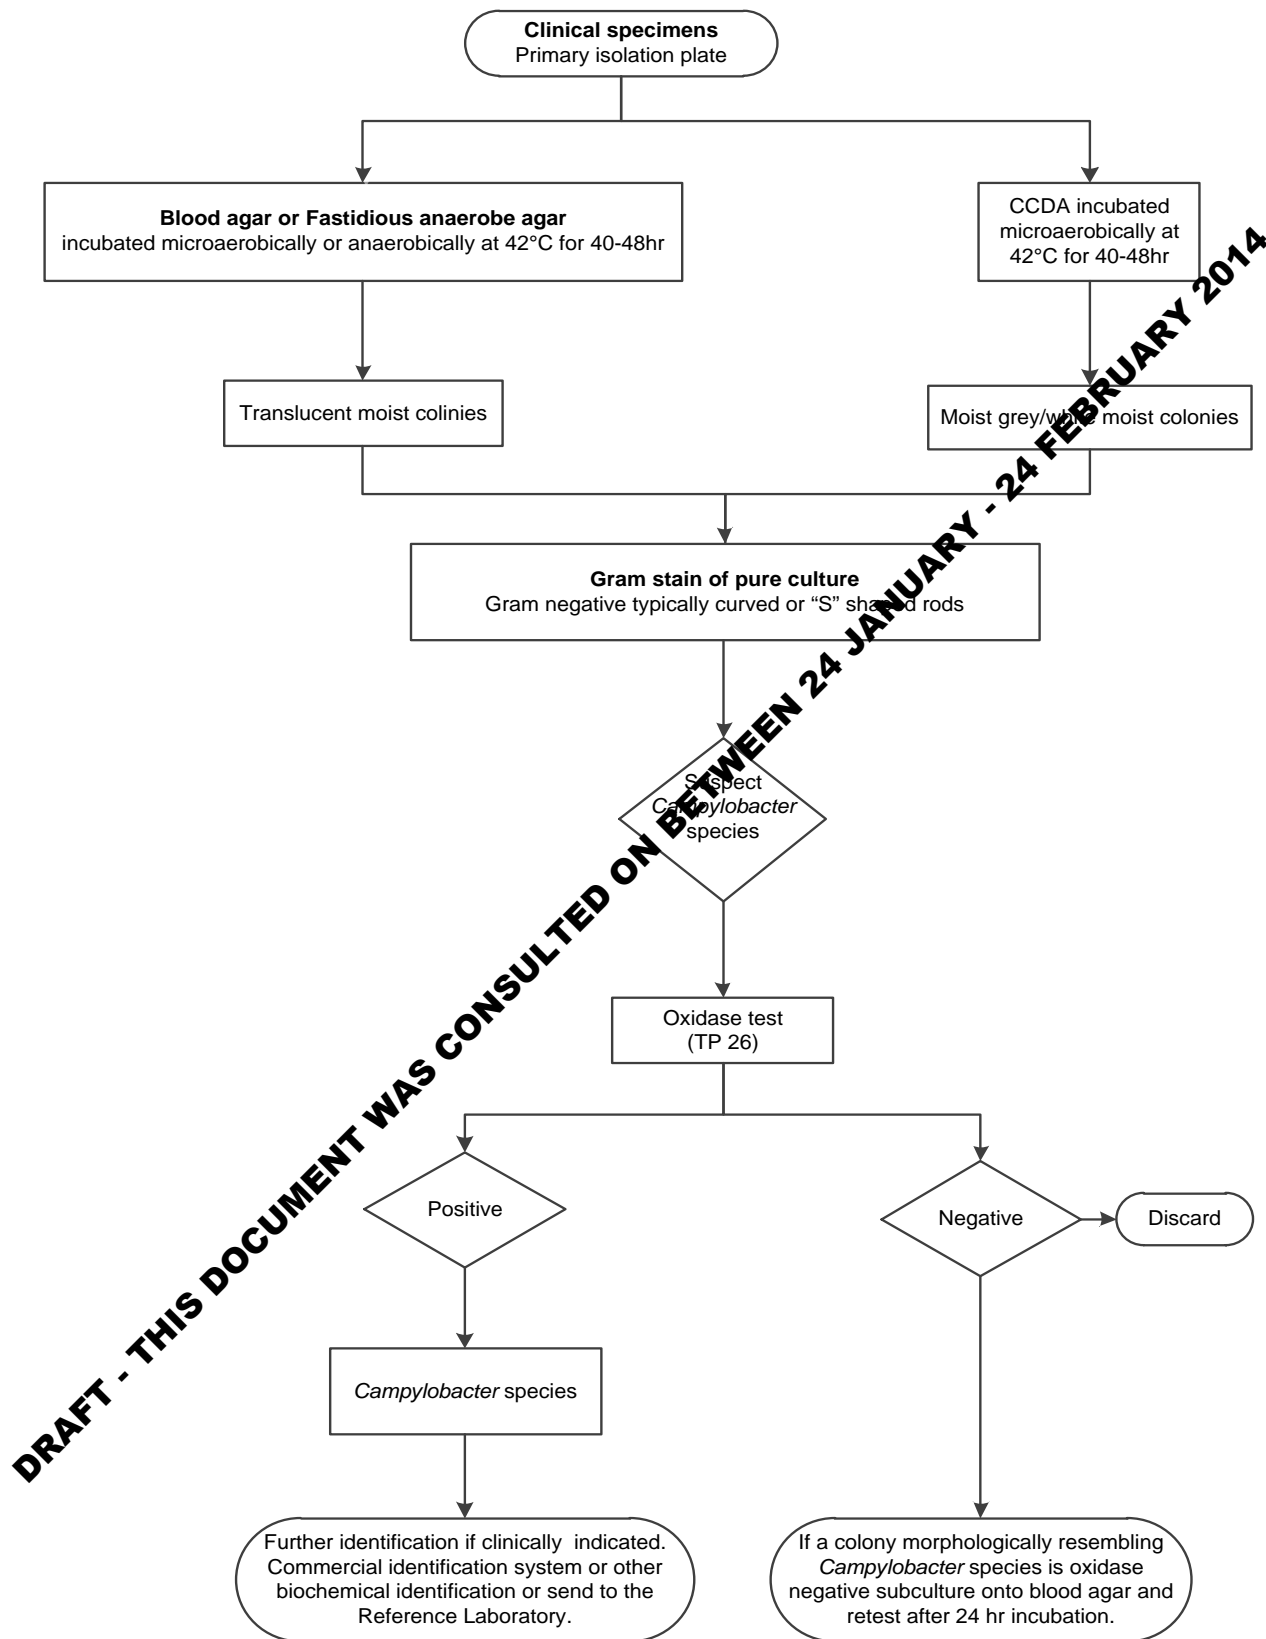 Clinical specimens
Primary isolation plate
Blood agar or Fastidious anaerobe agar
incubated microaerobically or anaerobically at 42°C for 40-48hr
CCDA incubated
microaerobically at
42°C for 40-48hr
Translucent moist colinies
Moist grey/white moist colonies
Gram stain of pure culture
Gram negative typically curved or “S” shaped rods
Suspect
Campylobacter
species
Oxidase test
(TP 26)
Positive
Negative
Discard
Campylobacter species
Further identification if clinically indicated.
Commercial identification system or other
biochemical identification or send to the
Reference Laboratory.
If a colony morphologically resembling
Campylobacter species is oxidase
negative subculture onto blood agar and
retest after 24 hr incubation.
DRAFT - THIS DOCUMENT WAS CONSULTED ON BETWEEN 24 JANUARY - 24 FEBRUARY 2014